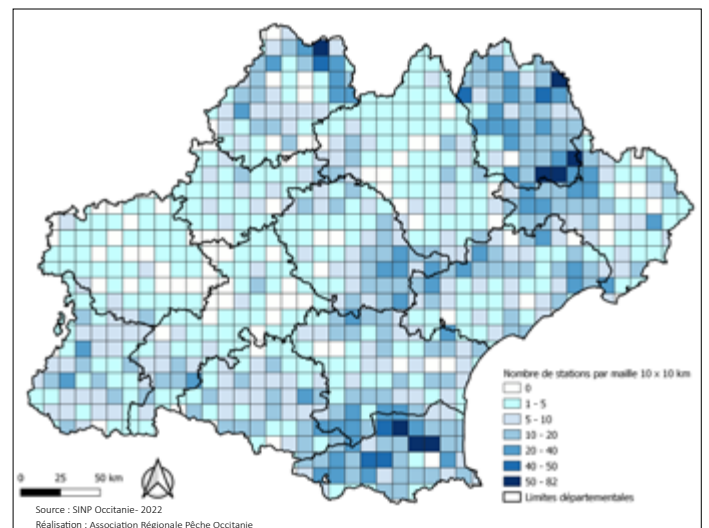 Nombre de stations par maille 10 x 10 km
0
1 - 5
5 - 10
10 - 20
20 - 40
40 - 50
50 - 82
Limites départementales
0 25 50 km
Source : SINP Occitanie- 2022
Réalisation : Association Régionale Pêche Occitanie